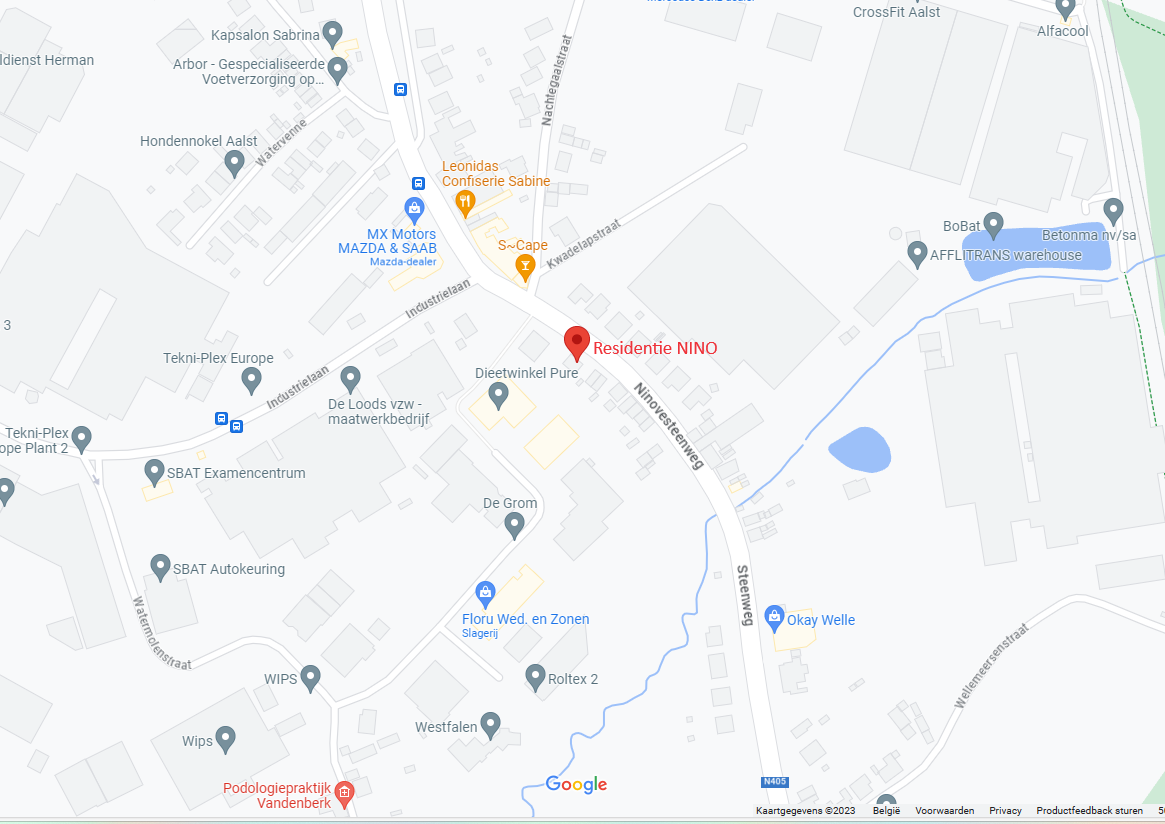 Mercedes-Benz dealer
CrossFit Aalst
Alfacool
Kapsalon Sabrina
ldienst Herman
Arbor - Gespecialiseerde
Voetverzorging op...
Nachtegaalstraat
Hondennokel Aalst
Watervenne
Leonidas
Confiserie Sabine
MX Motors
MAZDA & SAAB
Mazda-dealer
S~Cape
Kwadelapstraat
BoBat
Betonma nv/sa
AFFLITRANS warehouse
Industrielaan
3
Residentie NINO
Tekni-Plex Europe
Dieetwinkel Pure
Industrielaan
De Loods vzw -
maatwerkbedrijf
Ninovesteenweg
Tekni-Plex
ope Plant 2
SBAT Examencentrum
De Grom
SBAT Autokeuring
Steenweg
Watermolenstraat
Floru Wed. en Zonen
Slagerij
Okay Welle
Wellemeersenstraat
WIPS
Roltex 2
Westfalen
Wips
Podologiepraktijk
Vandenberk
Google
N405
Kaartgegevens ©2023 België Voorwaarden Privacy Productfeedback sturen 50